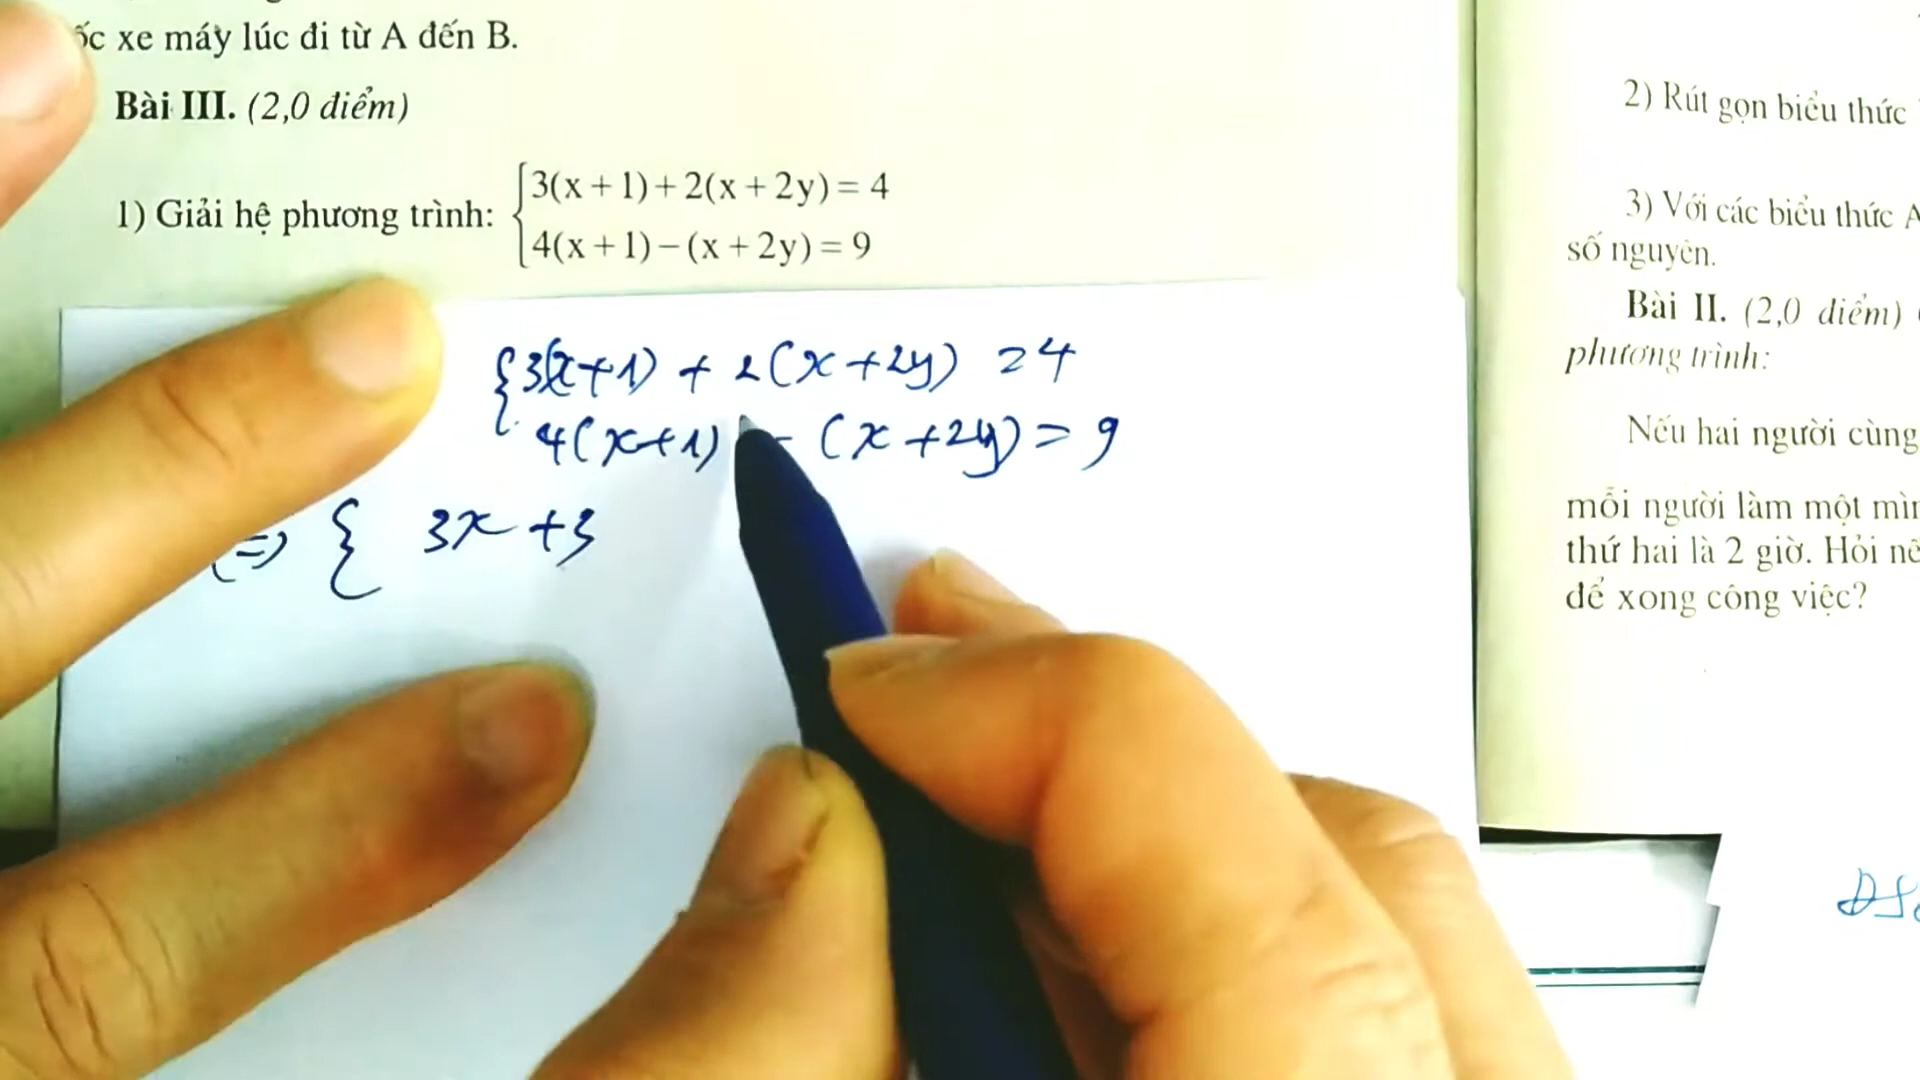 ốc xe máy lúc đi từ A đến B.
Bài III. (2,0 điểm)
1) Giải hệ phương trình:
3(x + 1) + 2(x + 2y) = 4
4(x + 1) − (x + 2y) = 9
3(x+1) + 2(x+2y) = 4
4(x+1) - (x+2y) = 9
<=> { 3x + 3
2) Rút gọn biểu thức
3) Với các biểu thức A
số nguyên.
Bài II. (2,0 điểm)
phương trình:
Nếu hai người cùng
mỗi người làm một mìn
thứ hai là 2 giờ. Hỏi nế
để xong công việc?